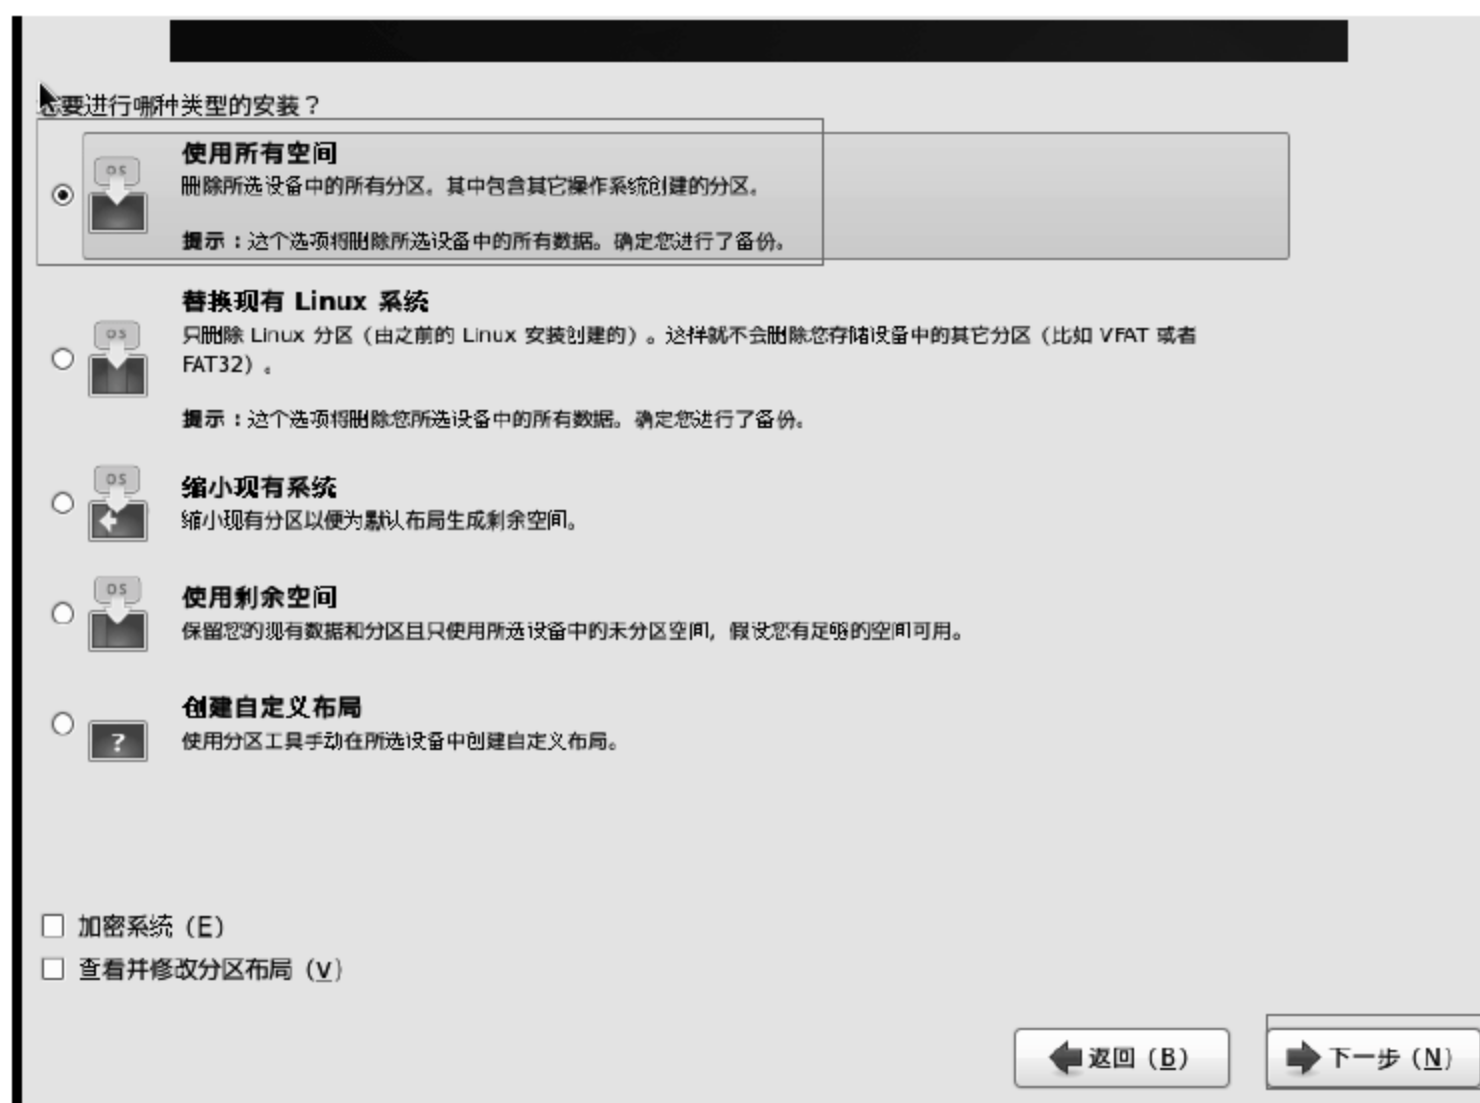 您要进行哪种类型的安装？
OS
使用所有空间
删除所选设备中的所有分区。其中包含其它操作系统创建的分区。
提示：这个选项将删除所选设备中的所有数据。确定您进行了备份。
OS
替换现有 Linux 系统
只删除 Linux 分区（由之前的 Linux 安装创建的）。这样就不会删除您存储设备中的其它分区（比如 VFAT 或者
FAT32）。
提示：这个选项将删除您所选设备中的所有数据。确定您进行了备份。
OS
缩小现有系统
缩小现有分区以便为默认布局生成剩余空间。
OS
使用剩余空间
保留您的现有数据和分区且只使用所选设备中的未分区空间，假设您有足够的空间可用。
?
创建自定义布局
使用分区工具手动在所选设备中创建自定义布局。
加密系统（E）
查看并修改分区布局（V）
返回（B） 下一步（N）